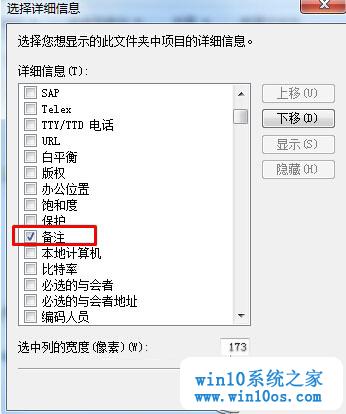 选择详细信息
选择您想显示的此文件夹中项目的详细信息。
详细信息(T):
SAP
Telex
TTY/TTD 电话
URL
白平衡
版权
办公位置
饱和度
保护
备注
本地计算机
比特率
必选的与会者
必选的与会者地址
编码人员
上移(U)
下移(D)
显示(S)
隐藏(H)
选中列的宽度(像素)(W):
173
win10系统之家
www.win10os.com